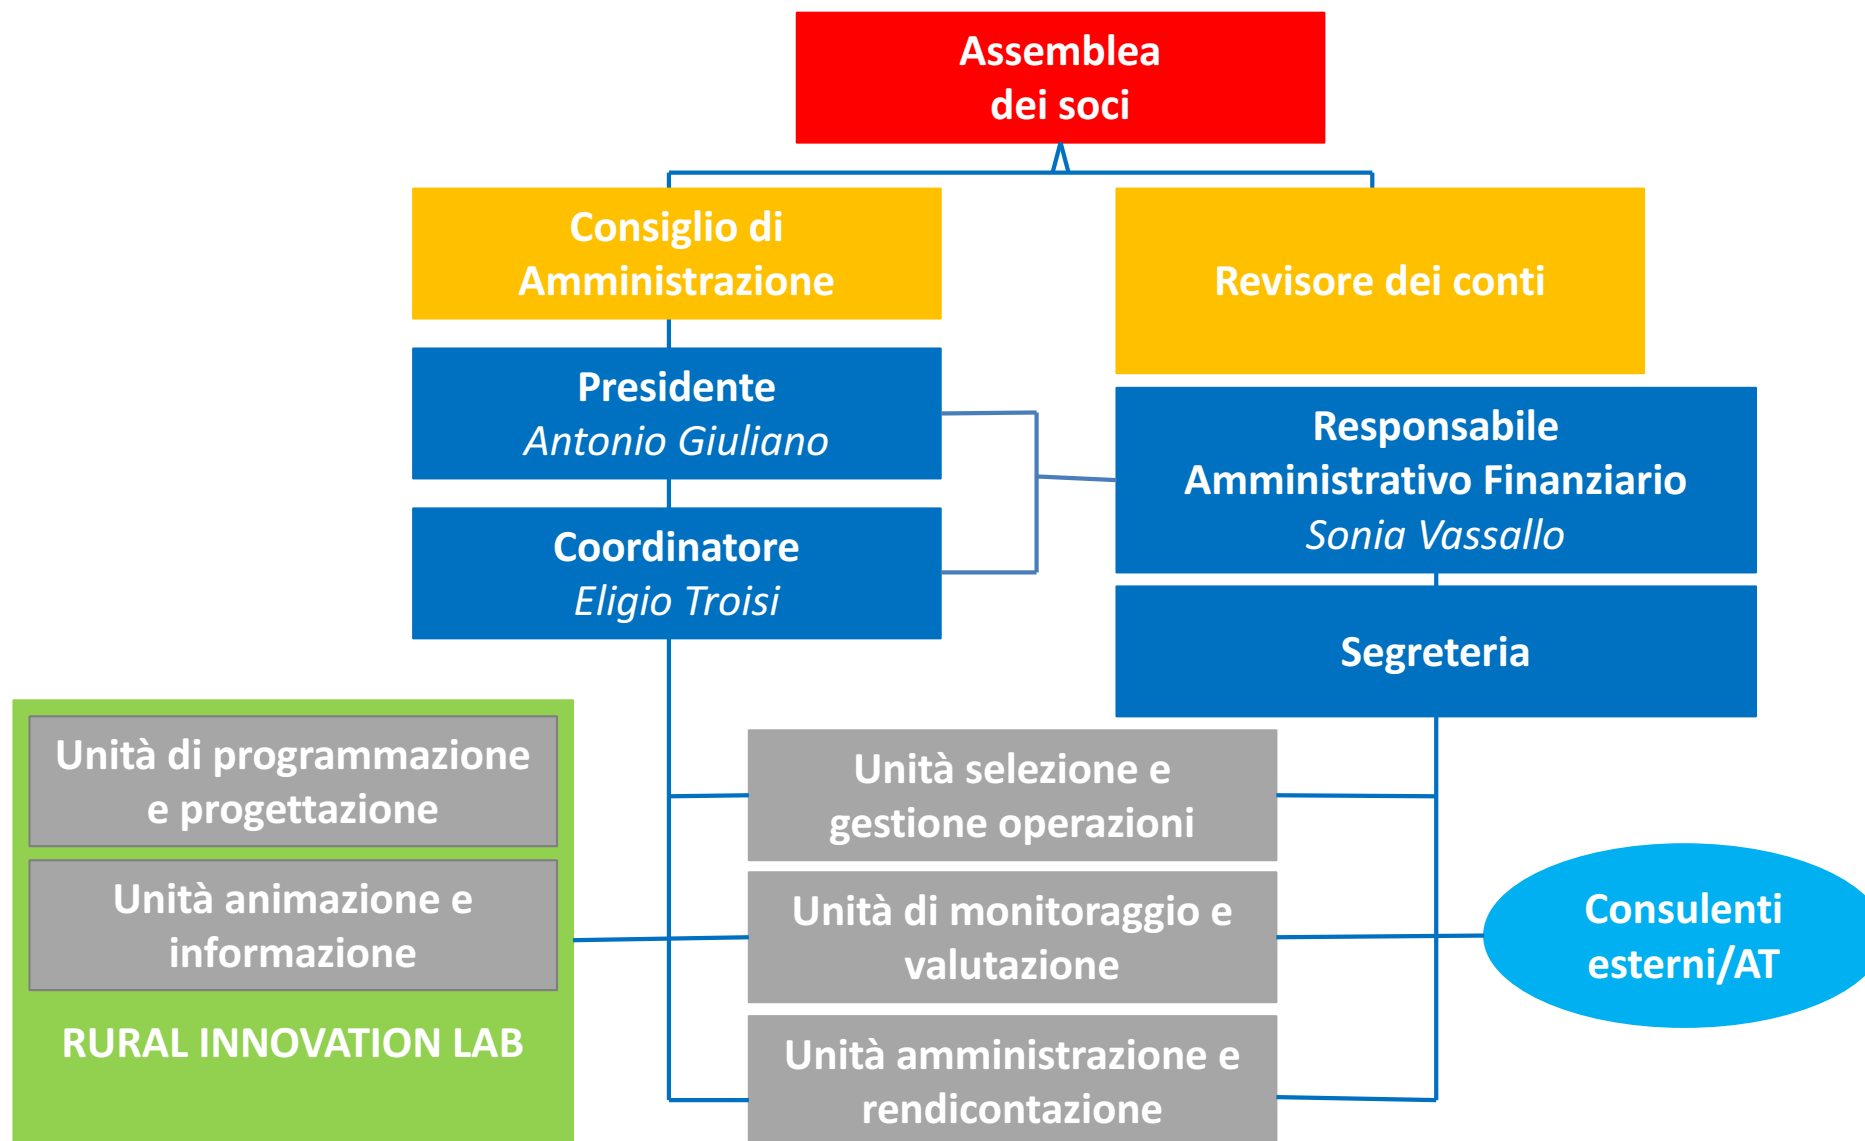 Assemblea
dei soci
Consiglio di
Amministrazione
Revisore dei conti
Presidente
Antonio Giuliano
Responsabile
Amministrativo Finanziario
Sonia Vassallo
Coordinatore
Eligio Troisi
Segreteria
Unità di programmazione
e progettazione
Unità animazione e
informazione
RURAL INNOVATION LAB
Unità selezione e
gestione operazioni
Unità di monitoraggio e
valutazione
Unità amministrazione e
rendicontazione
Consulenti
esterni/AT